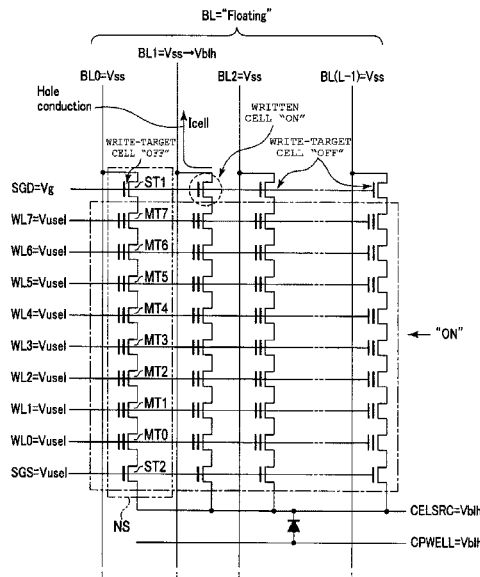 BL="Floating"
BL1=Vss→Vblh
BL0=Vss
BL2=Vss
BL(L-1)=Vss
Hole
conduction
Icell
WRITTEN
CELL "ON"
WRITE-TARGET
CELL "OFF"
WRITE-TARGET
CELL "OFF"
SGD=Vg
ST1
WL7=Vusel
MT7
WL6=Vusel
MT6
WL5=Vusel
MT5
WL4=Vusel
MT4
WL3=Vusel
MT3
"ON"
WL2=Vusel
MT2
WL1=Vusel
MT1
WL0=Vusel
MT0
SGS=Vusel
ST2
NS
CELSRC=Vblh
CPWELL=Vblh